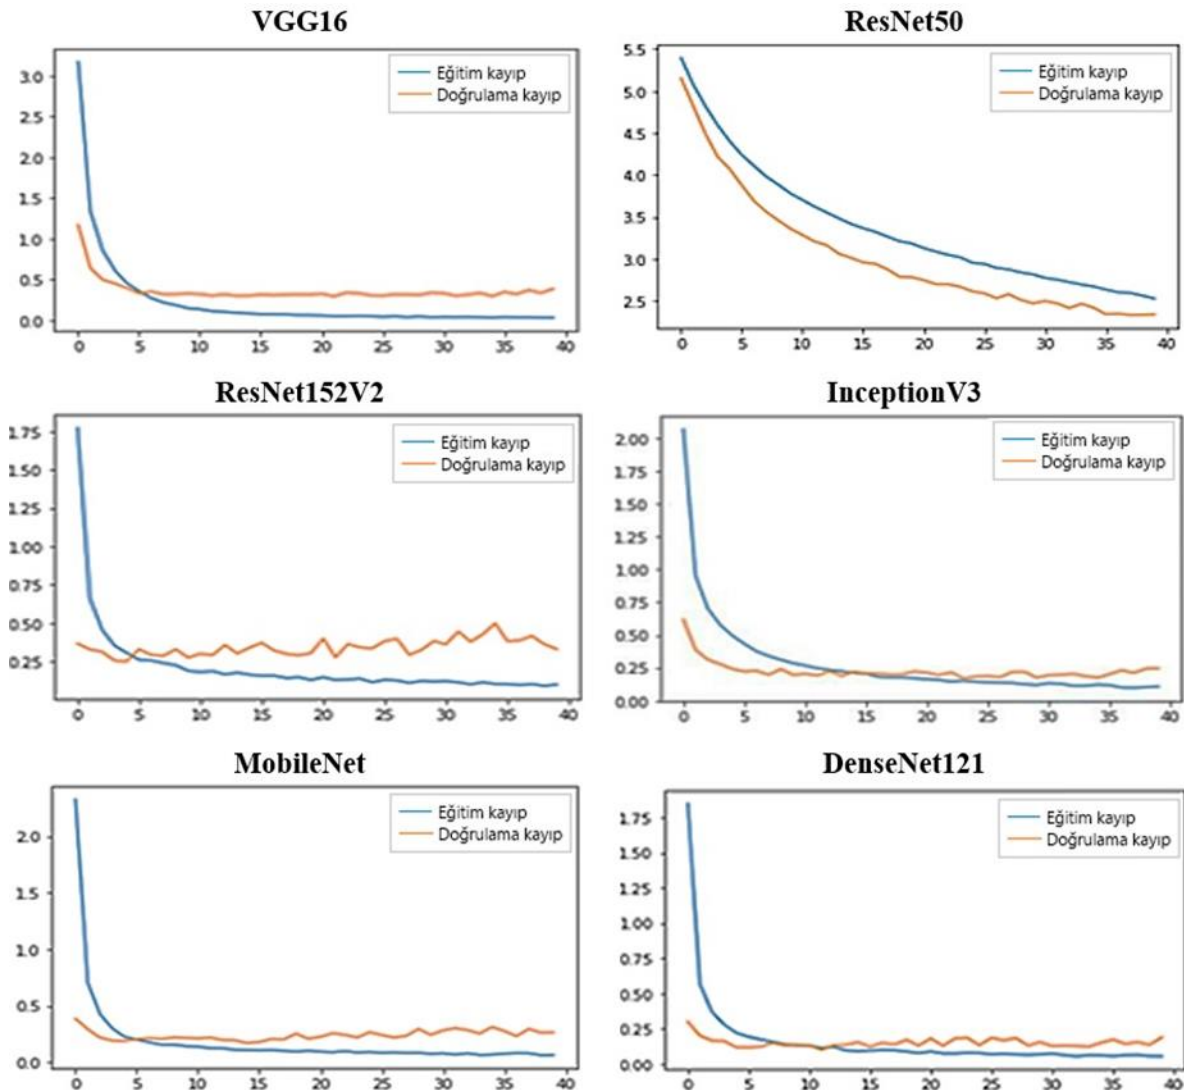 VGG16
3.0
2.5
2.0
1.5
1.0
0.5
0.0
Eğitim kayıp
Doğrulama kayıp
0 5 10 15 20 25 30 35 40
ResNet50
5.5
5.0
4.5
4.0
3.5
3.0
2.5
Eğitim kayıp
Doğrulama kayıp
0 5 10 15 20 25 30 35 40
ResNet152V2
1.75
1.50
1.25
1.00
0.75
0.50
0.25
Eğitim kayıp
Doğrulama kayıp
0 5 10 15 20 25 30 35 40
InceptionV3
2.00
1.75
1.50
1.25
1.00
0.75
0.50
0.25
0.00
Eğitim kayıp
Doğrulama kayıp
0 5 10 15 20 25 30 35 40
MobileNet
2.0
1.5
1.0
0.5
0.0
Eğitim kayıp
Doğrulama kayıp
0 5 10 15 20 25 30 35 40
DenseNet121
1.75
1.50
1.25
1.00
0.75
0.50
0.25
0.00
Eğitim kayıp
Doğrulama kayıp
0 5 10 15 20 25 30 35 40